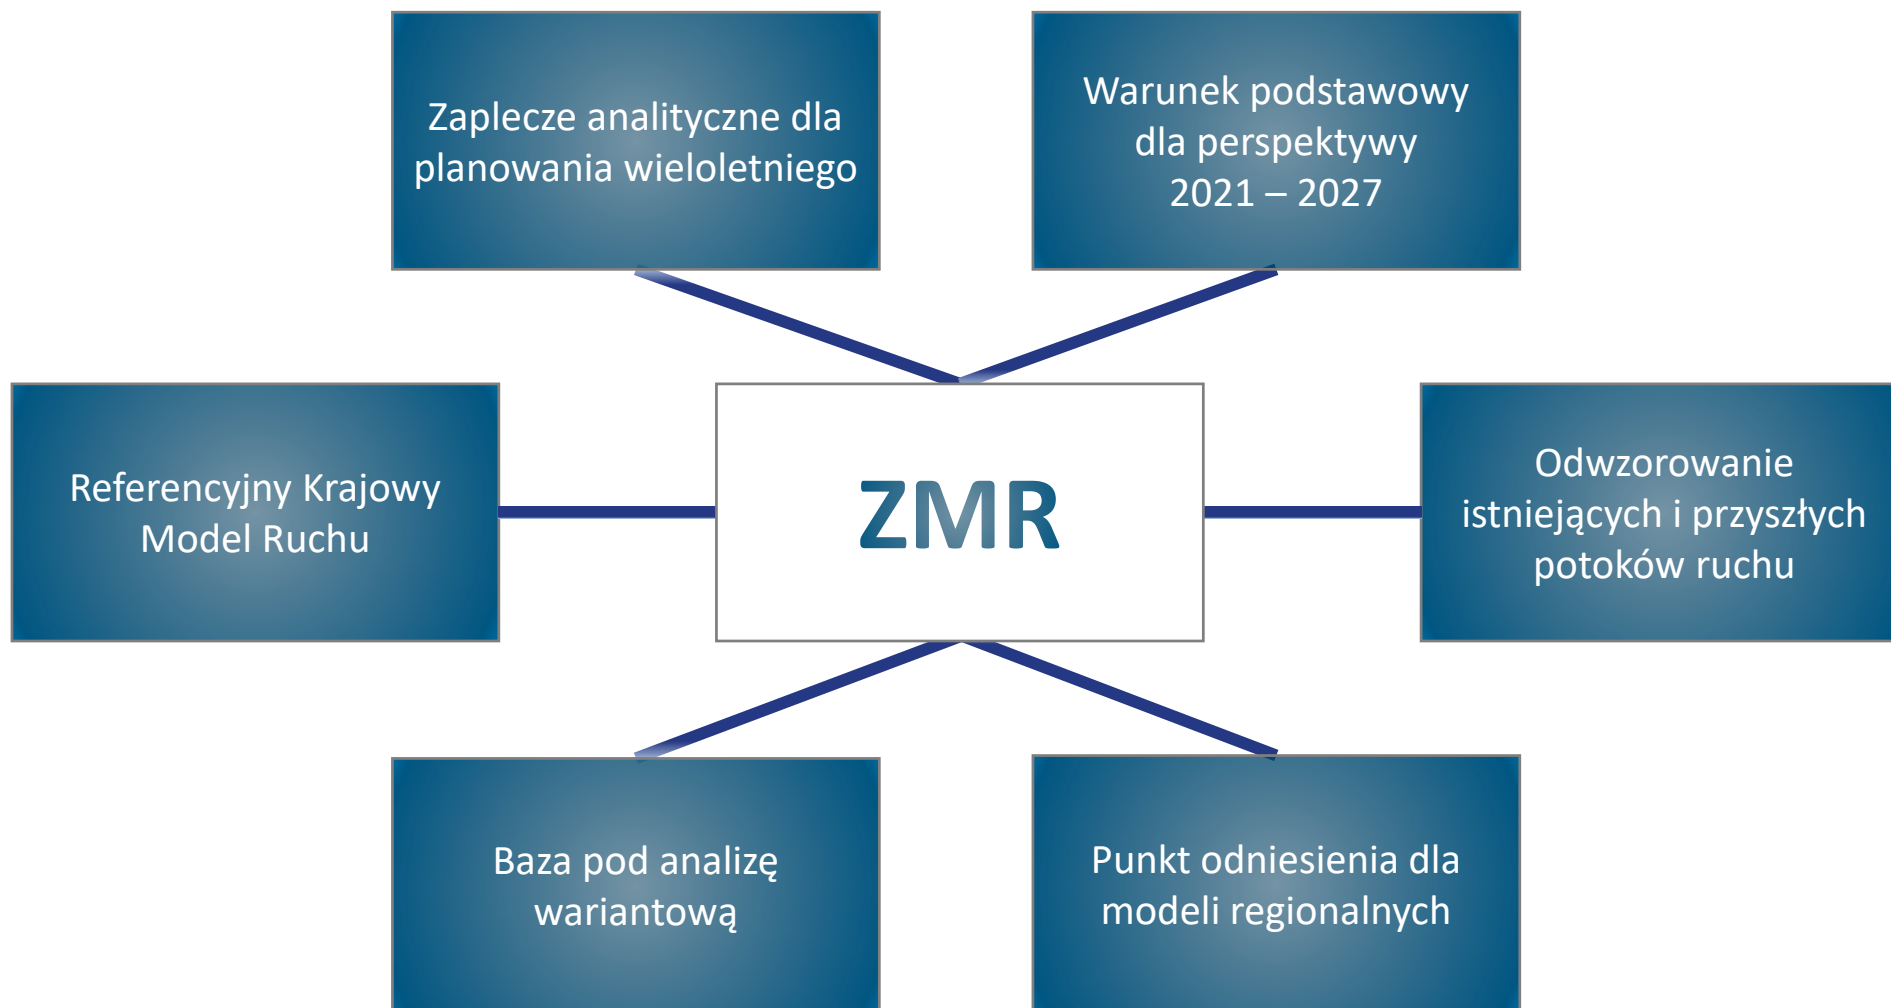 Zaplecze analityczne dla
planowania wieloletniego
Warunek podstawowy
dla perspektywy
2021 – 2027
Referencyjny Krajowy
Model Ruchu
ZMR
Odwzorowanie
istniejących i przyszłych
potoków ruchu
Baza pod analizę
wariantową
Punkt odniesienia dla
modeli regionalnych